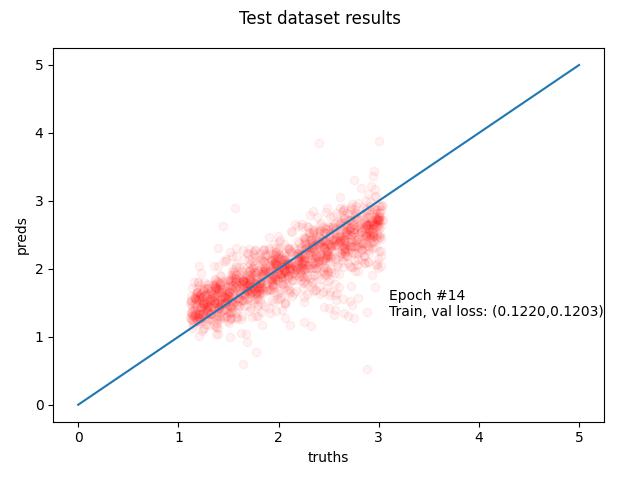 Test dataset results
preds
5
4
3
2
1
0
Epoch #14
Train, val loss: (0.1220,0.1203)
0 1 2 3 4 5
truths